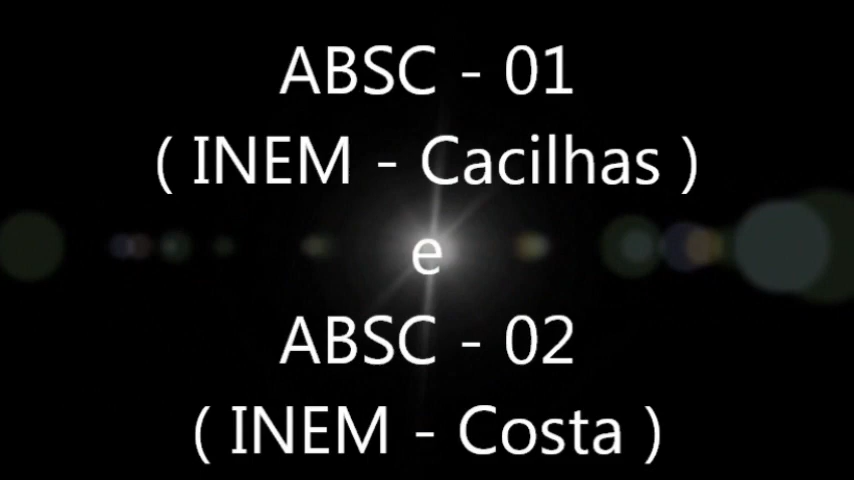 ABSC - 01
( INEM - Cacilhas )
e
ABSC - 02
( INEM - Costa )